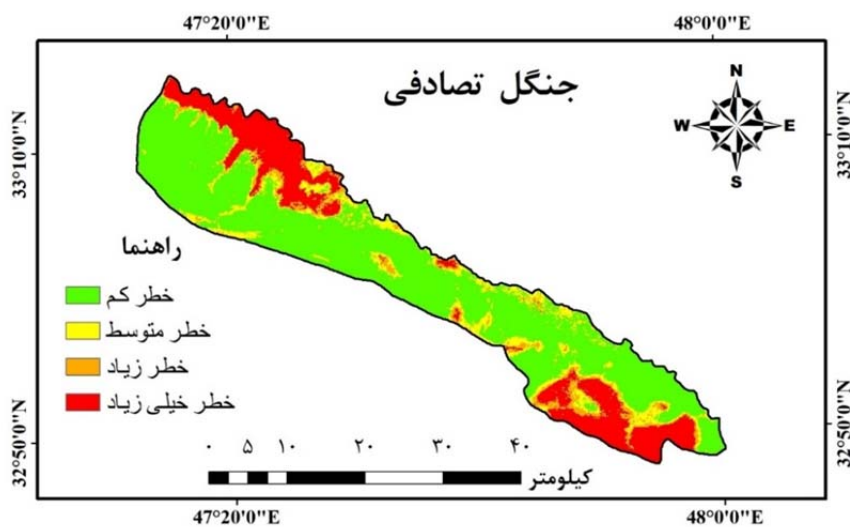 47°20'0"E 48°0'0"E
جنگل تصادفی
N
W E
S
33°10'0"N 33°10'0"N
راهنما
خطر کم
خطر متوسط
خطر زیاد
خطر خیلی زیاد
32°50'0"N 32°50'0"N
۰ ۵ ۱۰ ۲۰ ۳۰ ۴۰
کیلومتر
47°20'0"E 48°0'0"E